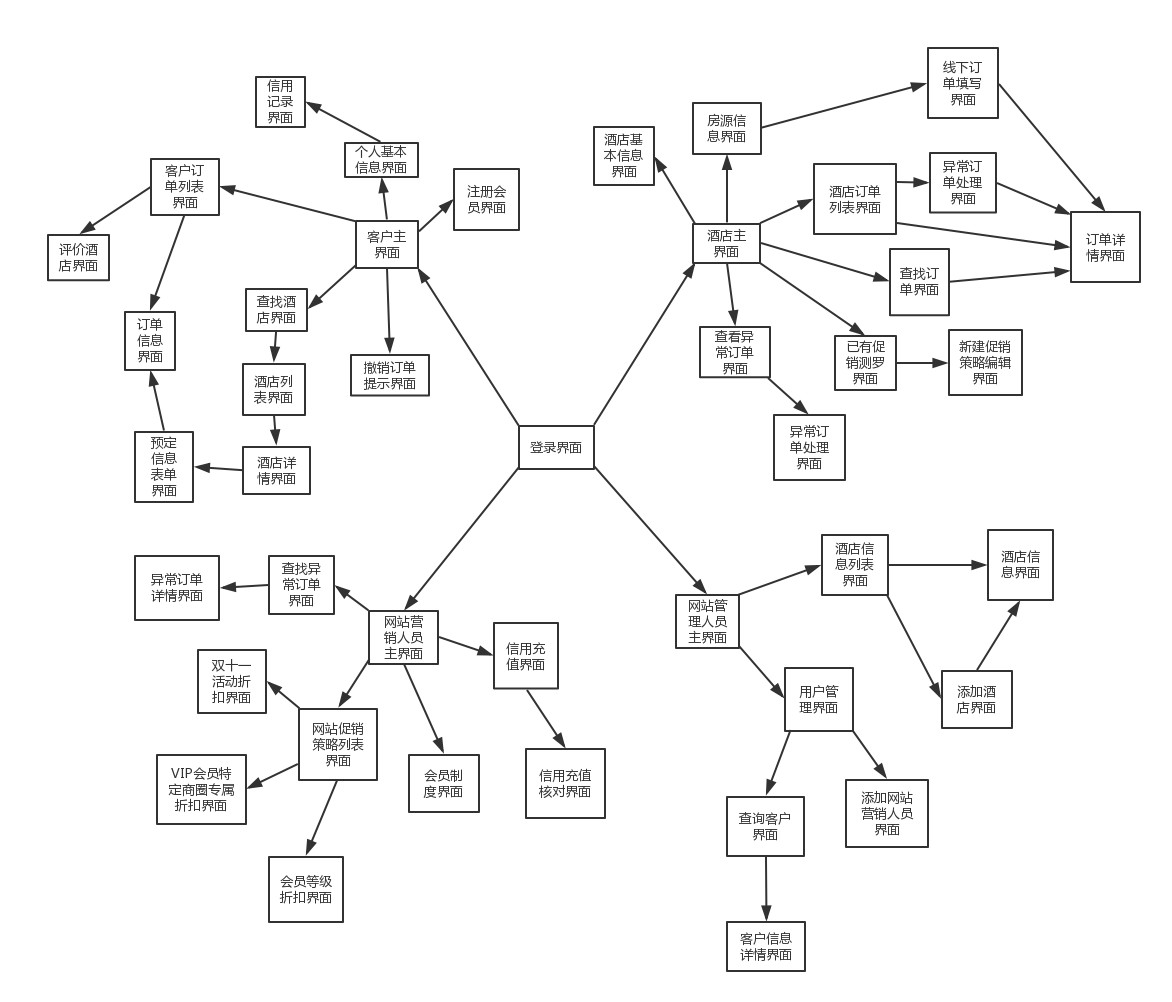 信用
记录
界面
个人基本
信息界面
客户订
单列表
界面
注册会
员界面
评价酒
店界面
客户主
界面
查找酒
店界面
订单
信息
界面
撤销订单
提示界面
酒店列
表界面
预定
信息
表单
界面
酒店详
情界面
线下订
单填写
界面
房源信
息界面
酒店基
本信息
界面
酒店订单
列表界面
异常订
单处理
界面
订单详
情界面
酒店主
界面
查找订
单界面
查看异
常订单
界面
已有促
销测罗
界面
新建促销
策略编辑
界面
异常订
单处理
界面
登录界面
异常订单
详情界面
查找异
常订单
界面
网站营
销人员
主界面
信用充
值界面
双十一
活动折
扣界面
网站促销
策略列表
界面
VIP会员特
定商圈专属
折扣界面
会员制
度界面
信用充值
核对界面
会员等级
折扣界面
酒店信
息列表
界面
酒店信
息界面
网站管
理人员
主界面
用户管
理界面
添加酒
店界面
查询客户
界面
添加网站
营销人员
界面
客户信息
详情界面